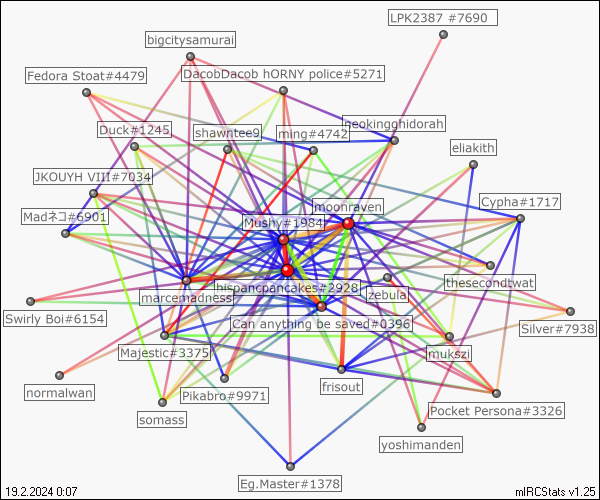 LPK2387 #7690
bigcitysamurai
Fedora Stoat#4479
DacobDacob hORNY police#5271
Duck#1245
shawntee9
ming#4742
neokingghidorah
eliakith
JKOUYH VIII#7034
moonraven
Cypha#1717
Madネコ#6901
Mushy#1984
hispancpancakes#2928
thesecondtwat
marcemadness
zebula
Swirly Boi#6154
Can anything be saved#0396
Silver#7938
Majestic#3375
mukszi
normalwan
Pikabro#9971
frisout
somass
Pocket Persona#3326
yoshimanden
Eg.Master#1378
19.2.2024 0:07
mIRCStats v1.25